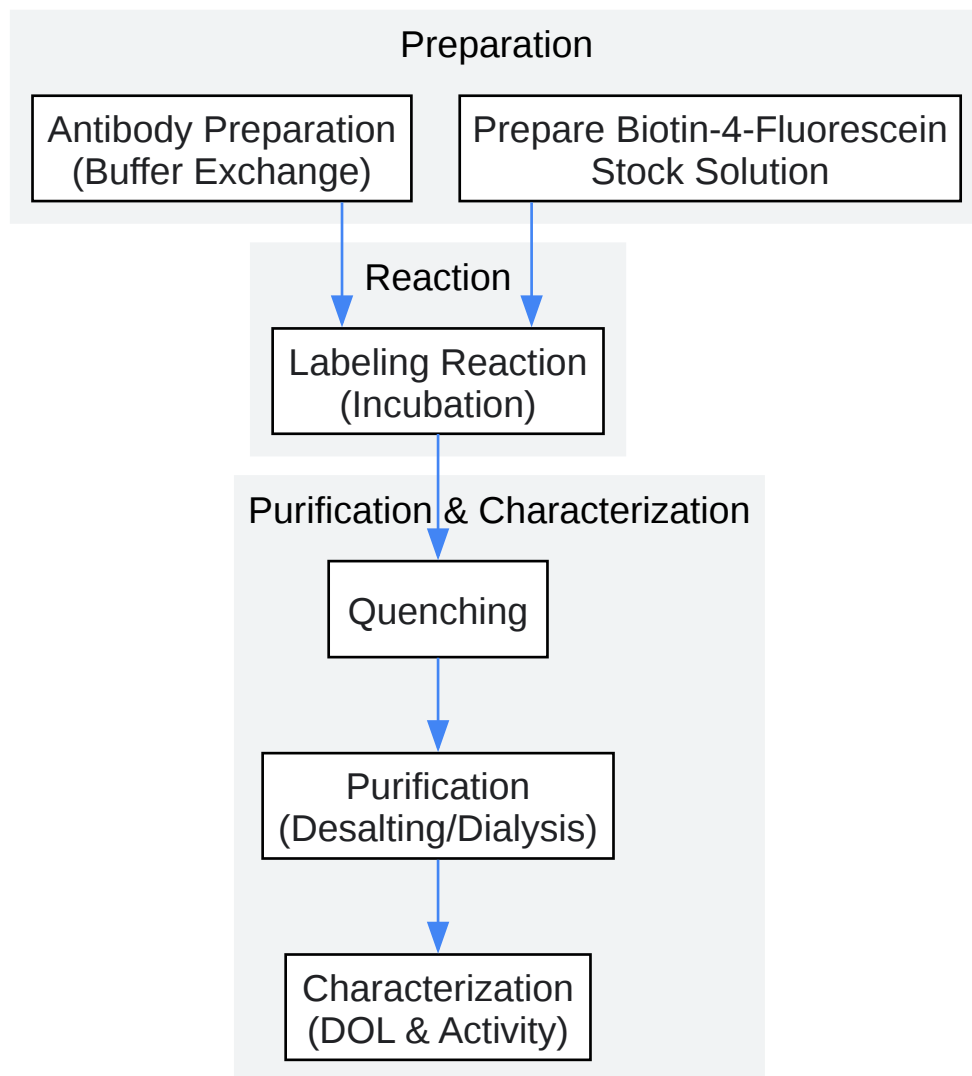 Preparation
Antibody Preparation
(Buffer Exchange)
Prepare Biotin-4-Fluorescein
Stock Solution
Reaction
Labeling Reaction
(Incubation)
Purification & Characterization
Quenching
Purification
(Desalting/Dialysis)
Characterization
(DOL & Activity)